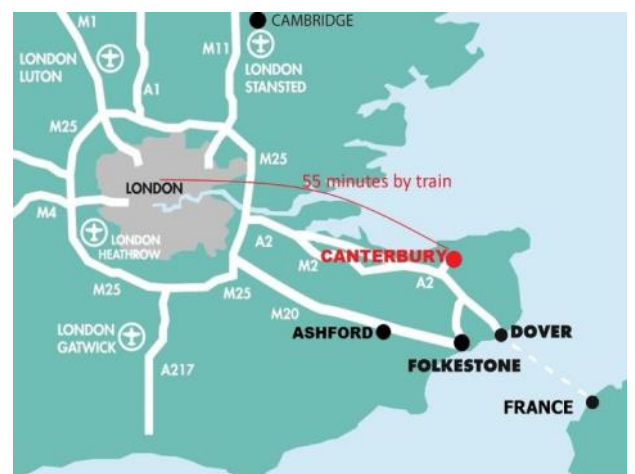 CAMBRIDGE
M1
M11
LONDON
LUTON
LONDON
STANSTED
A1
M25
M25
LONDON
55 minutes by train
M4
LONDON
HEATHROW
A2
M2
CANTERBURY
A2
M25
M25
M20
LONDON
GATWICK
ASHFORD
DOVER
FOLKESTONE
A217
FRANCE